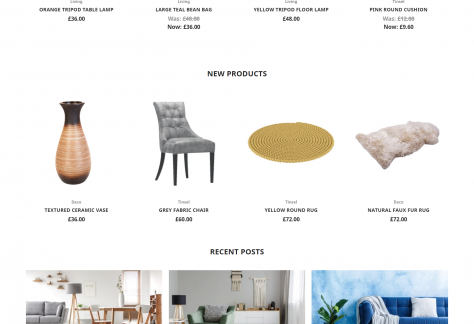 Living
Living
Living
Tinsel
ORANGE TRIPOD TABLE LAMP
LARGE TEAL BEAN BAG
YELLOW TRIPOD FLOOR LAMP
PINK ROUND CUSHION
£36.00
Was: £48.00
£48.00
Was: £12.00
Now: £36.00
Now: £9.60
NEW PRODUCTS
Deco
Tinsel
Tinsel
Deco
TEXTURED CERAMIC VASE
GREY FABRIC CHAIR
YELLOW ROUND RUG
NATURAL FAUX FUR RUG
£36.00
£60.00
£72.00
£72.00
RECENT POSTS